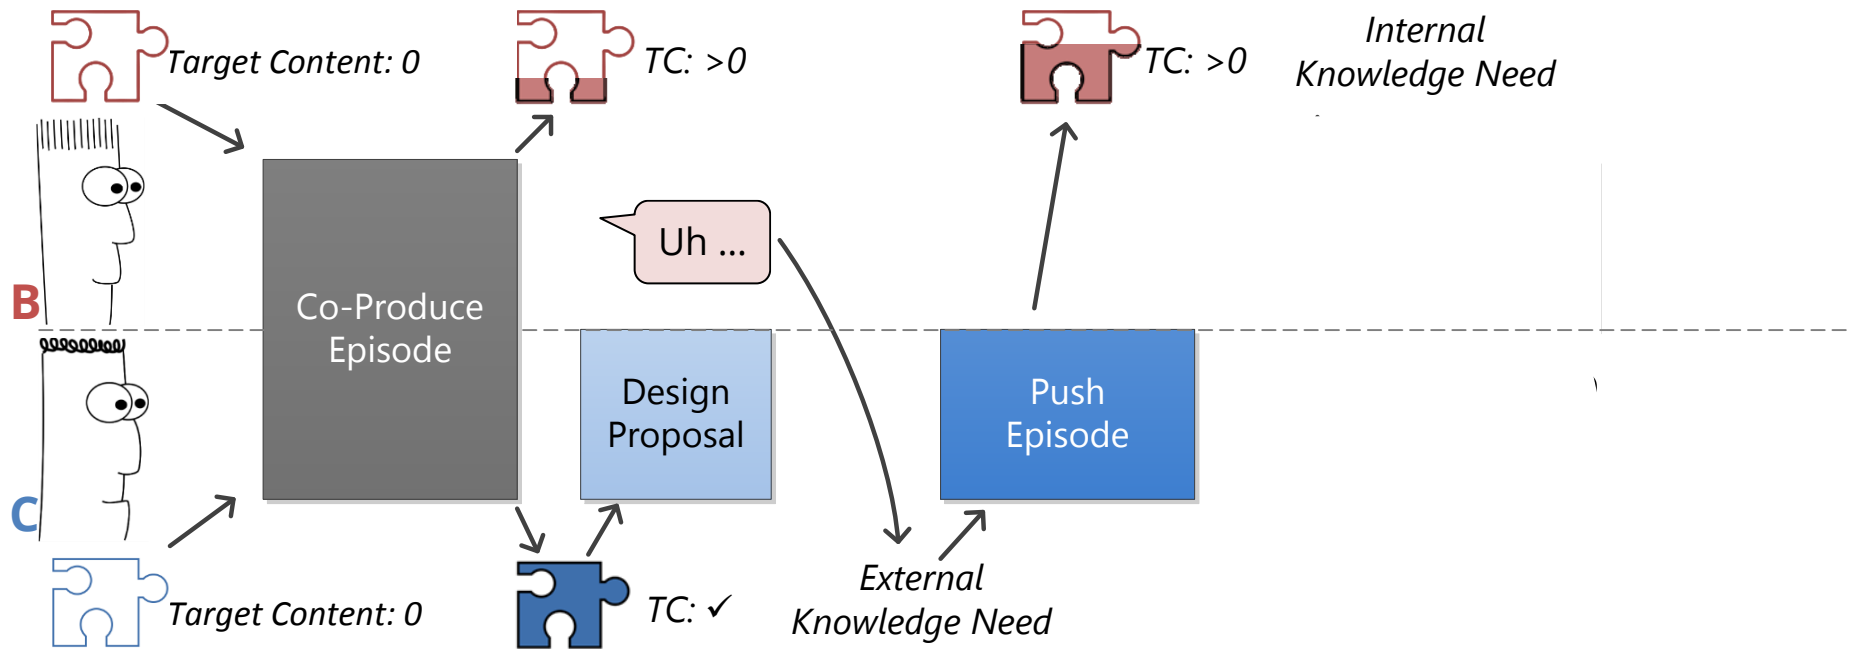 Target Content: 0
TC: >0
TC: >0
Internal
Knowledge Need
Uh ...
B
Co-Produce
Episode
Design
Proposal
Push
Episode
C
Target Content: 0
TC: ✓
External
Knowledge Need